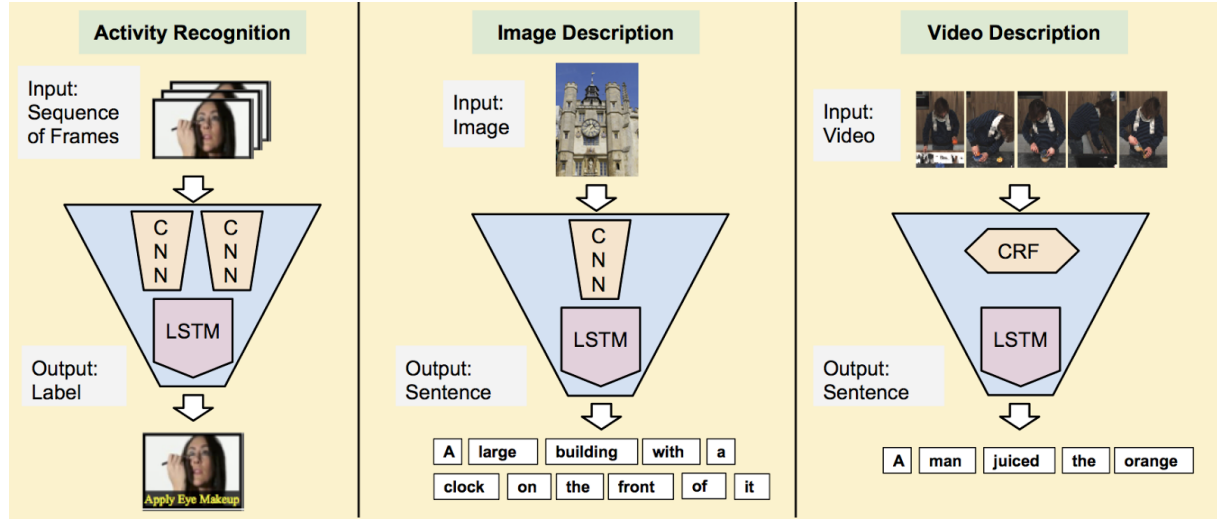 Activity Recognition
Input:
Sequence
of Frames
C
N
N
C
N
N
LSTM
Output:
Label
Apply Eye Makeup
Image Description
Input:
Image
C
N
N
LSTM
Output:
Sentence
A large building with a
clock on the front of it
Video Description
Input:
Video
CRF
LSTM
Output:
Sentence
A man juiced the orange